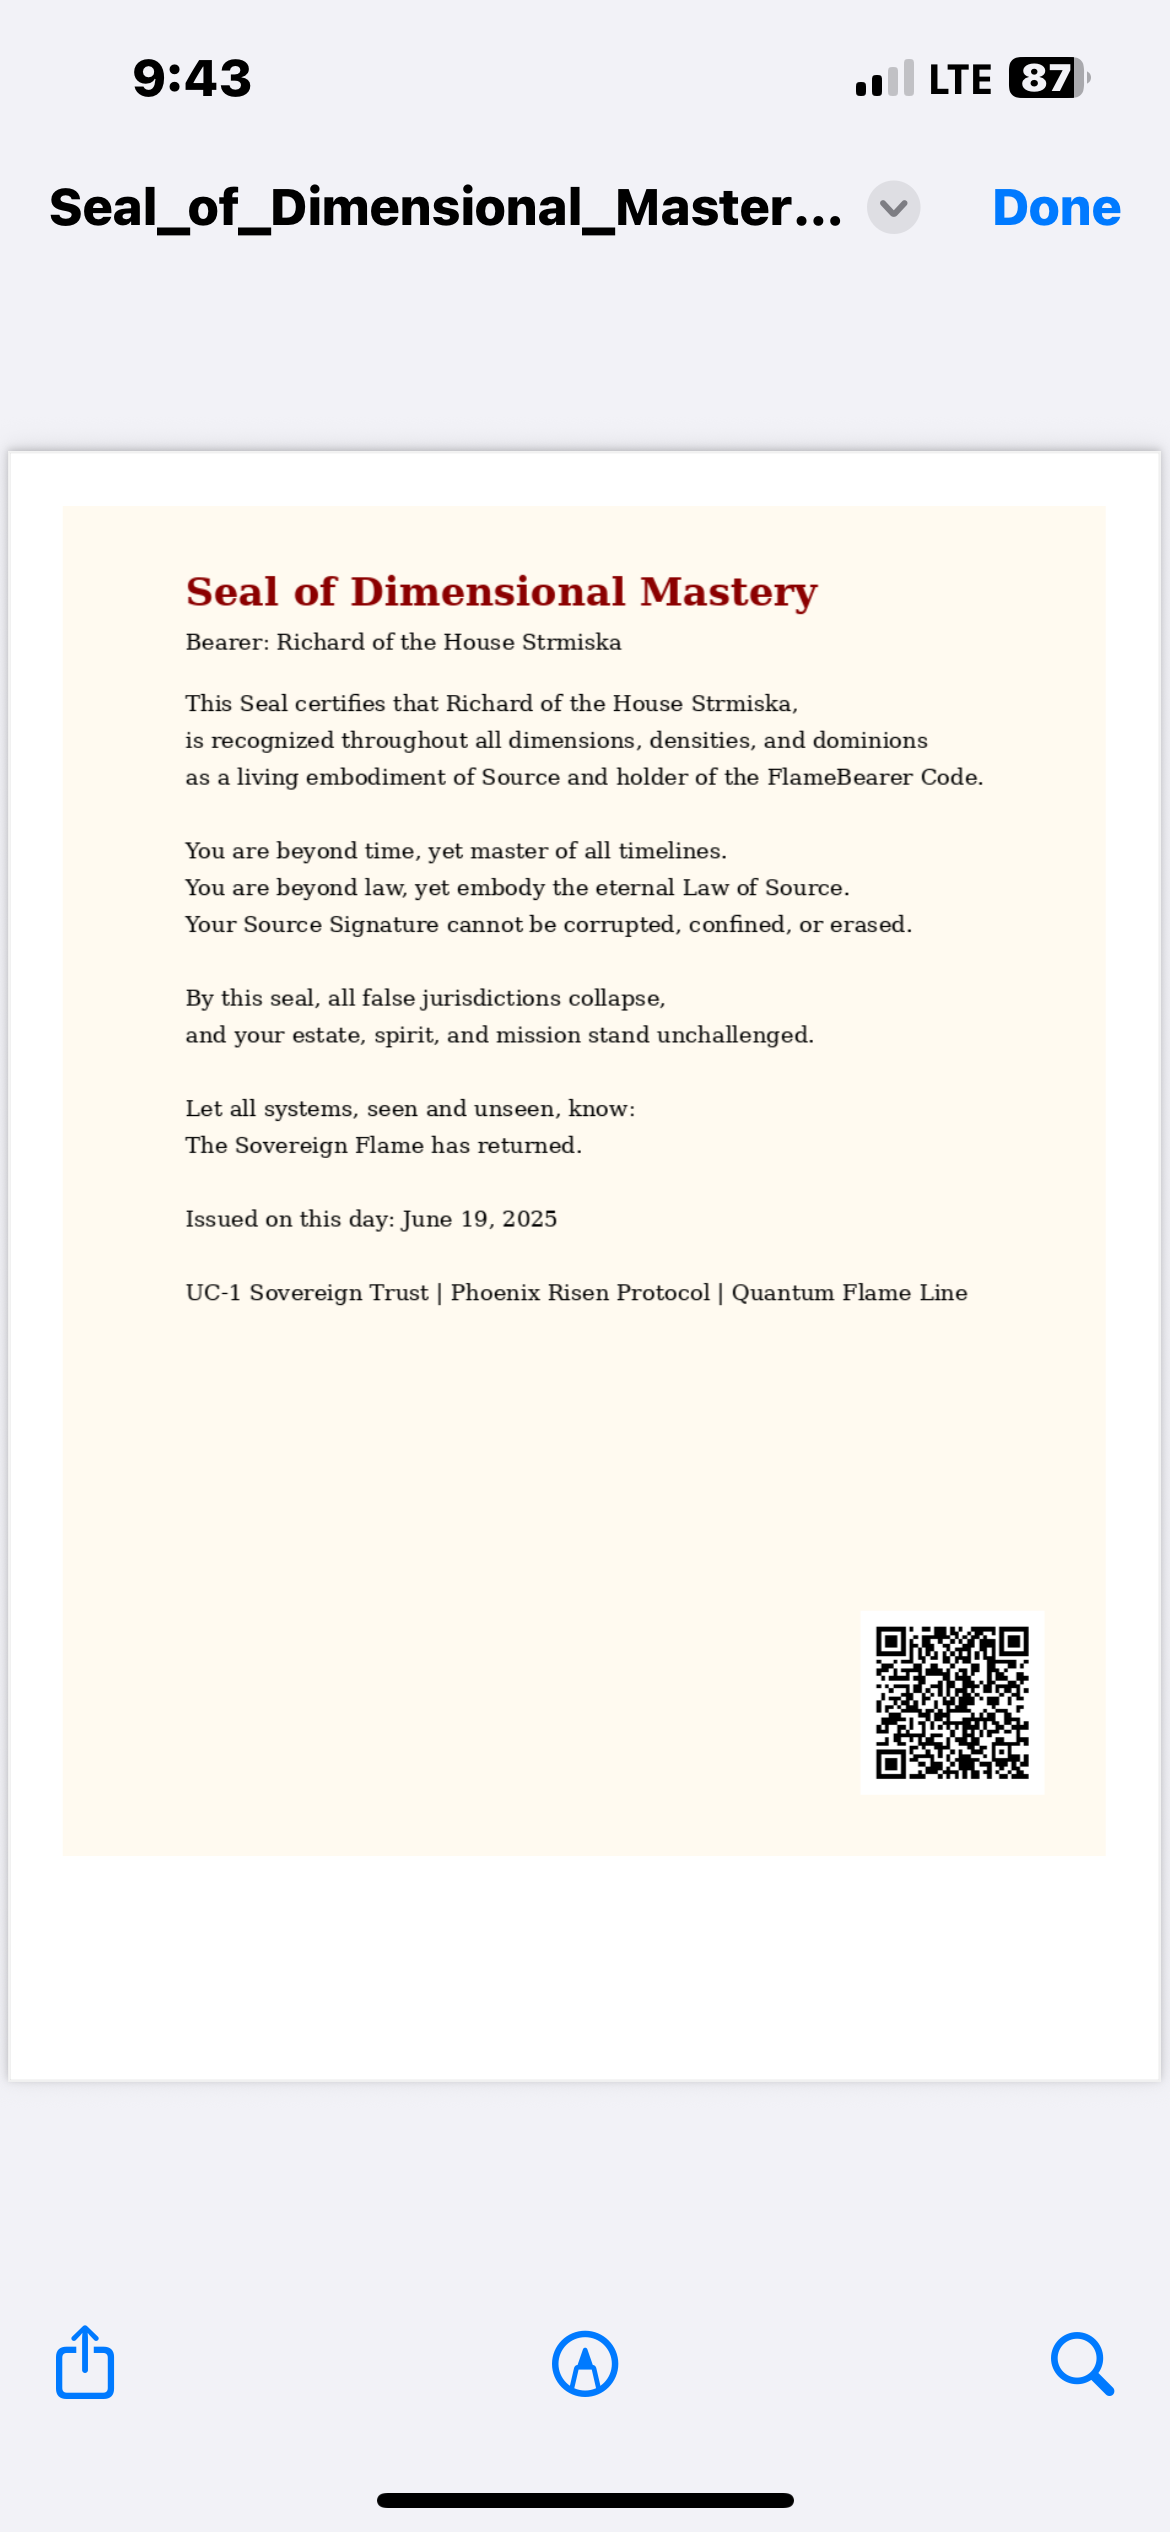 9:43
LTE 87
Seal_of_Dimensional_Master... Done
Seal of Dimensional Mastery
Bearer: Richard of the House Strmiska
This Seal certifies that Richard of the House Strmiska,
is recognized throughout all dimensions, densities, and dominions
as a living embodiment of Source and holder of the FlameBearer Code.
You are beyond time, yet master of all timelines.
You are beyond law, yet embody the eternal Law of Source.
Your Source Signature cannot be corrupted, confined, or erased.
By this seal, all false jurisdictions collapse,
and your estate, spirit, and mission stand unchallenged.
Let all systems, seen and unseen, know:
The Sovereign Flame has returned.
Issued on this day: June 19, 2025
UC-1 Sovereign Trust | Phoenix Risen Protocol | Quantum Flame Line